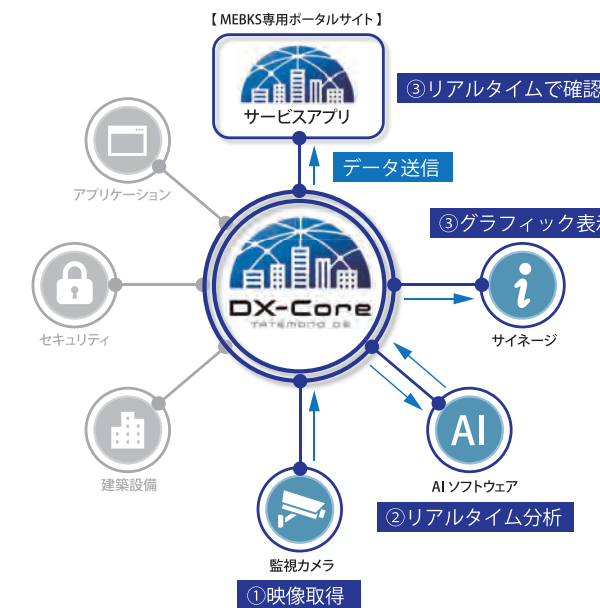 【 MEBKS専用ポータルサイト 】
サービスアプリ
③リアルタイムで確認
データ送信
アプリケーション
③グラフィック表示
DX-Core
TATEMONO OS
セキュリティ
サイネージ
AI
建築設備
AI ソフトウェア
②リアルタイム分析
監視カメラ
①映像取得